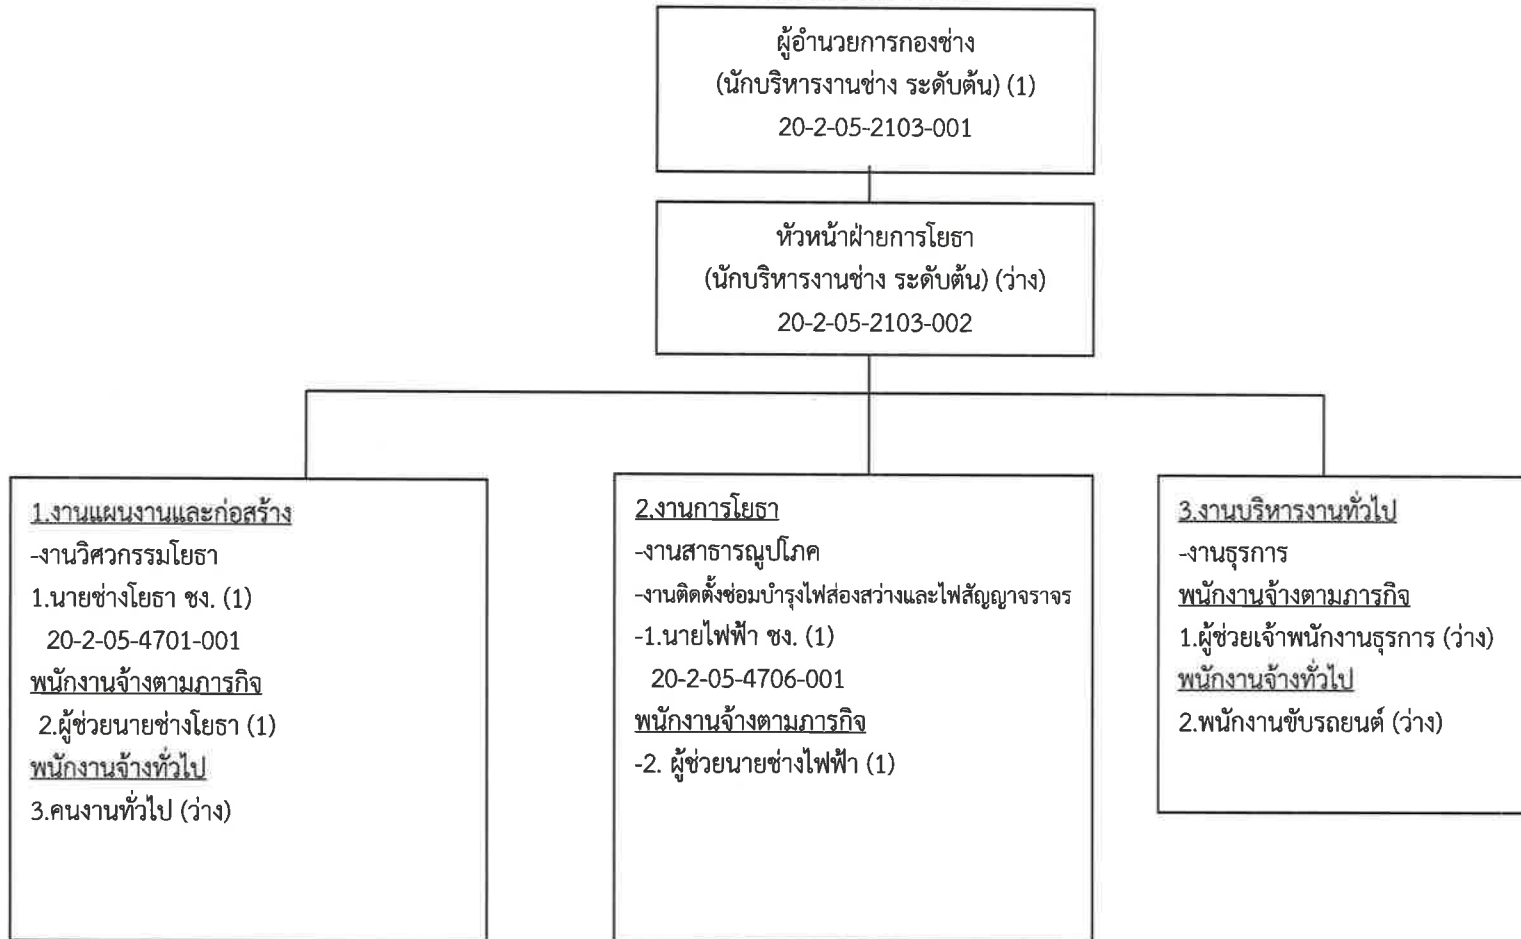 ผู้อำนวยการกองช่าง
(นักบริหารงานช่าง ระดับต้น) (1)
20-2-05-2103-001
หัวหน้าฝ่ายการโยธา
(นักบริหารงานช่าง ระดับต้น) (ว่าง)
20-2-05-2103-002
1.งานแผนงานและก่อสร้าง
-งานวิศวกรรมโยธา
1.นายช่างโยธา ชง. (1)
20-2-05-4701-001
พนักงานจ้างตามภารกิจ
2.ผู้ช่วยนายช่างโยธา (1)
พนักงานจ้างทั่วไป
3.คนงานทั่วไป (ว่าง)
2.งานการโยธา
-งานสาธารณูปโภค
-งานติดตั้งซ่อมบำรุงไฟส่องสว่างและไฟสัญญาจราจร
-1.นายไฟฟ้า ชง. (1)
20-2-05-4706-001
พนักงานจ้างตามภารกิจ
-2. ผู้ช่วยนายช่างไฟฟ้า (1)
3.งานบริหารงานทั่วไป
-งานธุรการ
พนักงานจ้างตามภารกิจ
1.ผู้ช่วยเจ้าพนักงานธุรการ (ว่าง)
พนักงานจ้างทั่วไป
2.พนักงานขับรถยนต์ (ว่าง)